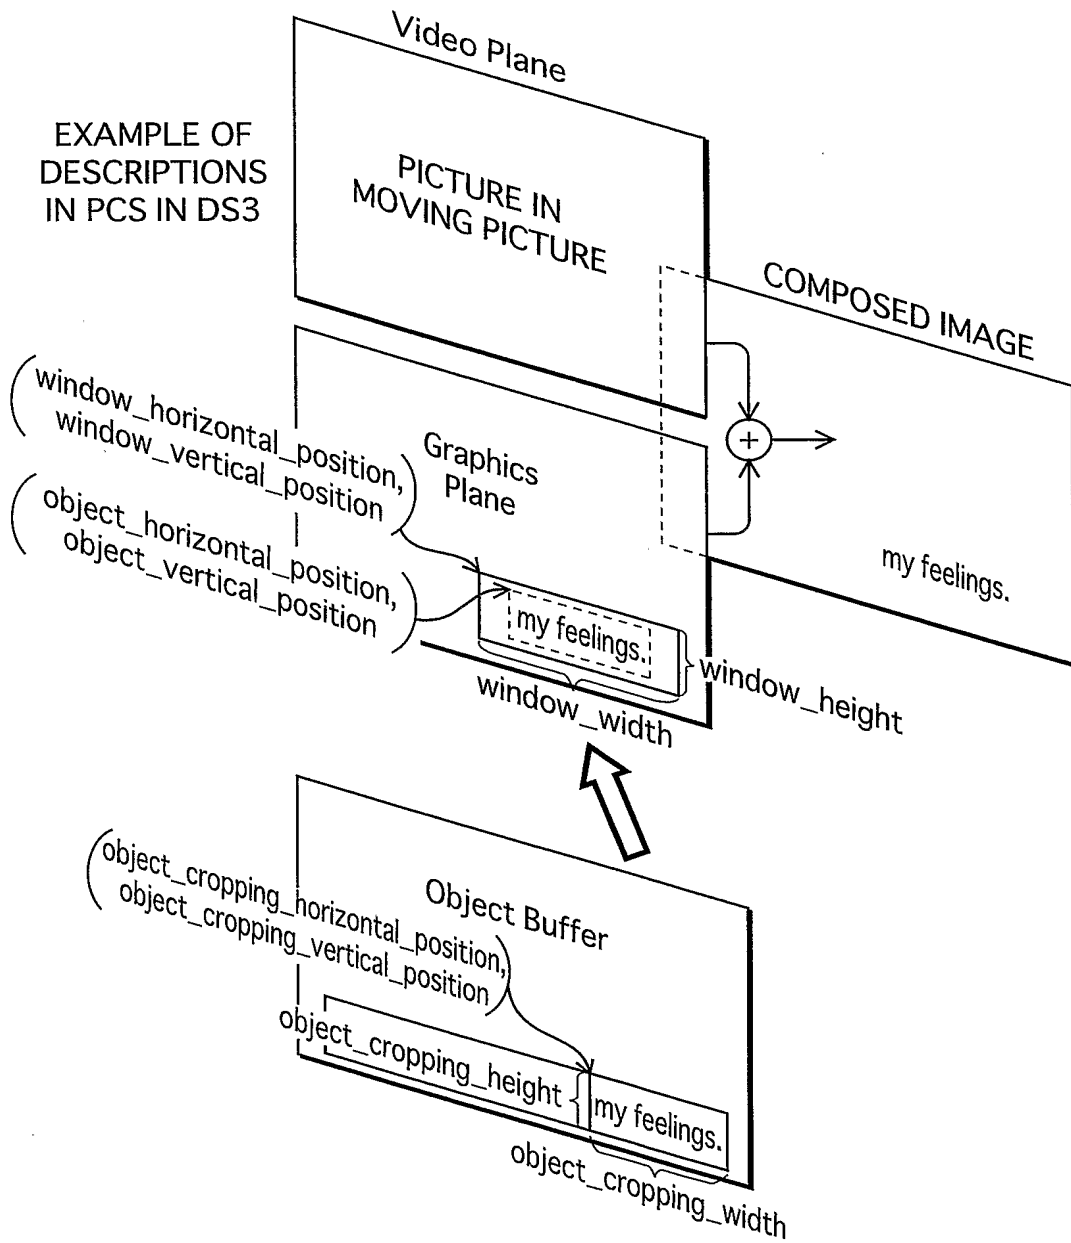 Video Plane
EXAMPLE OF
DESCRIPTIONS
IN PCS IN DS3
PICTURE IN
MOVING PICTURE
COMPOSED IMAGE
(window_horizontal_position,
window_vertical_position)
Graphics
Plane
(object_horizontal_position,
object_vertical_position)
+
my feelings.
my feelings.
window_height
window_width
Object Buffer
(object_cropping_horizontal_position,
object_cropping_vertical_position)
object_cropping_height
my feelings.
object_cropping_width